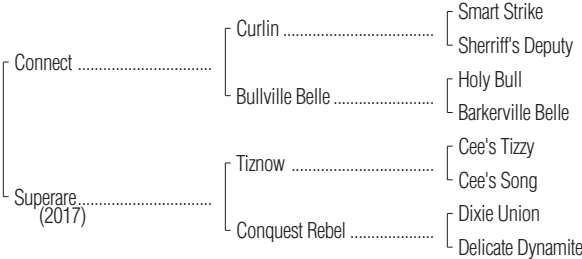 Smart Strike
Curlin
Sherriff's Deputy
Connect
Holy Bull
Bullville Belle
Barkerville Belle
Cee's Tizzy
Tiznow
Cee's Song
Superare
(2017)
Dixie Union
Conquest Rebel
Delicate Dynamite